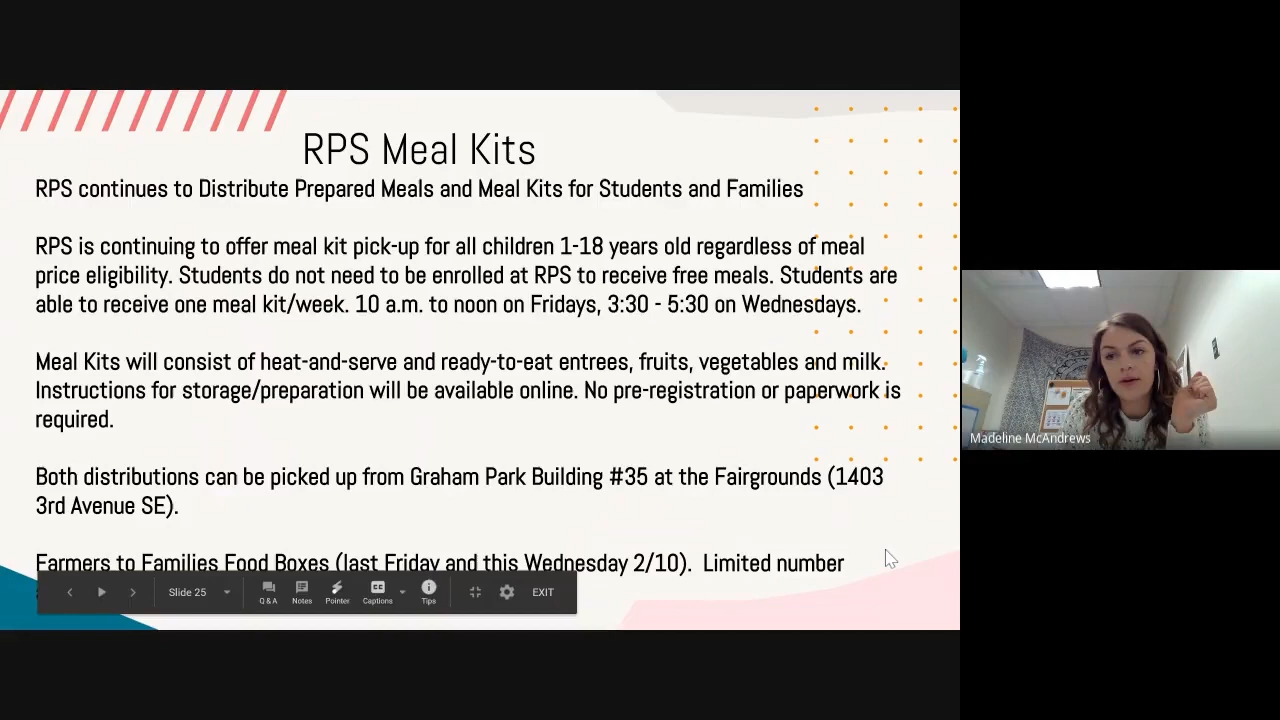 RPS Meal Kits
RPS continues to Distribute Prepared Meals and Meal Kits for Students and Families
RPS is continuing to offer meal kit pick-up for all children 1-18 years old regardless of meal
price eligibility. Students do not need to be enrolled at RPS to receive free meals. Students are
able to receive one meal kit/week. 10 a.m. to noon on Fridays, 3:30 - 5:30 on Wednesdays.
Meal Kits will consist of heat-and-serve and ready-to-eat entrees, fruits, vegetables and milk.
Instructions for storage/preparation will be available online. No pre-registration or paperwork is
required.
Both distributions can be picked up from Graham Park Building #35 at the Fairgrounds (1403
3rd Avenue SE).
Farmers to Families Food Boxes (last Friday and this Wednesday 2/10). Limited number
Slide 25
Q & A
Notes
Pointer
CC
Captions
Tips
EXIT
Madeline McAndrews